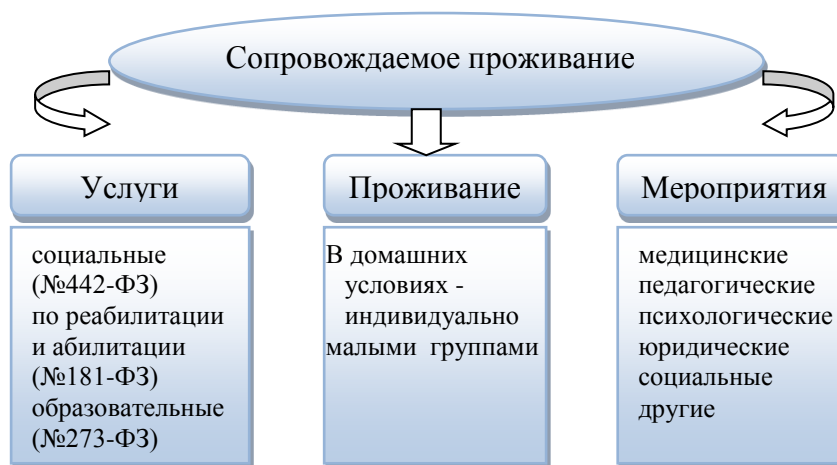 Сопровождаемое проживание
Услуги
социальные
(№442-ФЗ)
по реабилитации
и абилитации
(№181-ФЗ)
образовательные
(№273-ФЗ)
Проживание
В домашних
условиях -
индивидуально
малыми группами
Мероприятия
медицинские
педагогические
психологические
юридические
социальные
другие